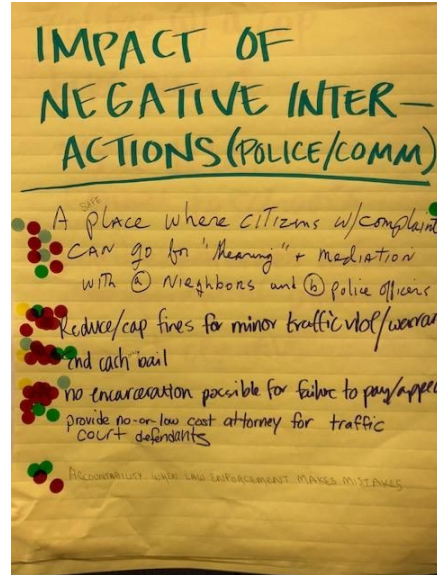 IMPACT OF
NEGATIVE INTER-
ACTIONS (POLICE/COMM)
SAFE
A place where citizens w/complaint
CAN go for "hearing" + mediation
with ⓐ Nieghbors and ⓑ police officers
Reduce/cap fines for minor traffic viol/warran
End cash bail
no encarceration possible for failure to pay/appea
provide no-or-low cost attorney for traffic
court defendants
ACCOUNTABILITY WHEN LAW ENFORCEMENT MAKES MISTAKES